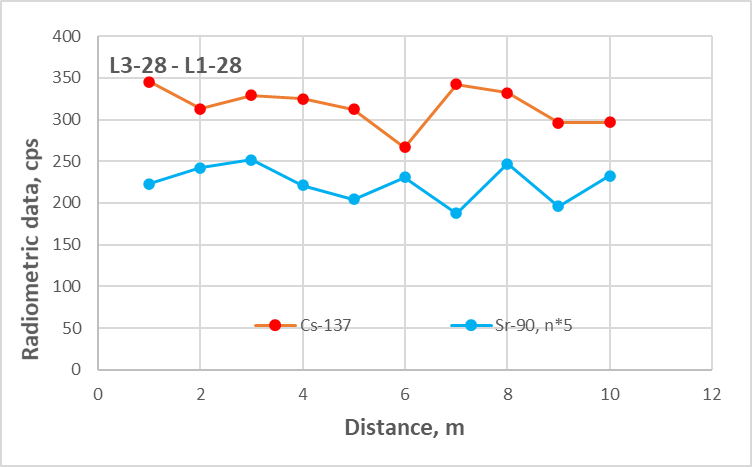 L3-28 - L1-28
Radiometric data, cps
400
350
300
250
200
150
100
50
0
Cs-137
Sr-90, n*5
0 2 4 6 8 10 12
Distance, m